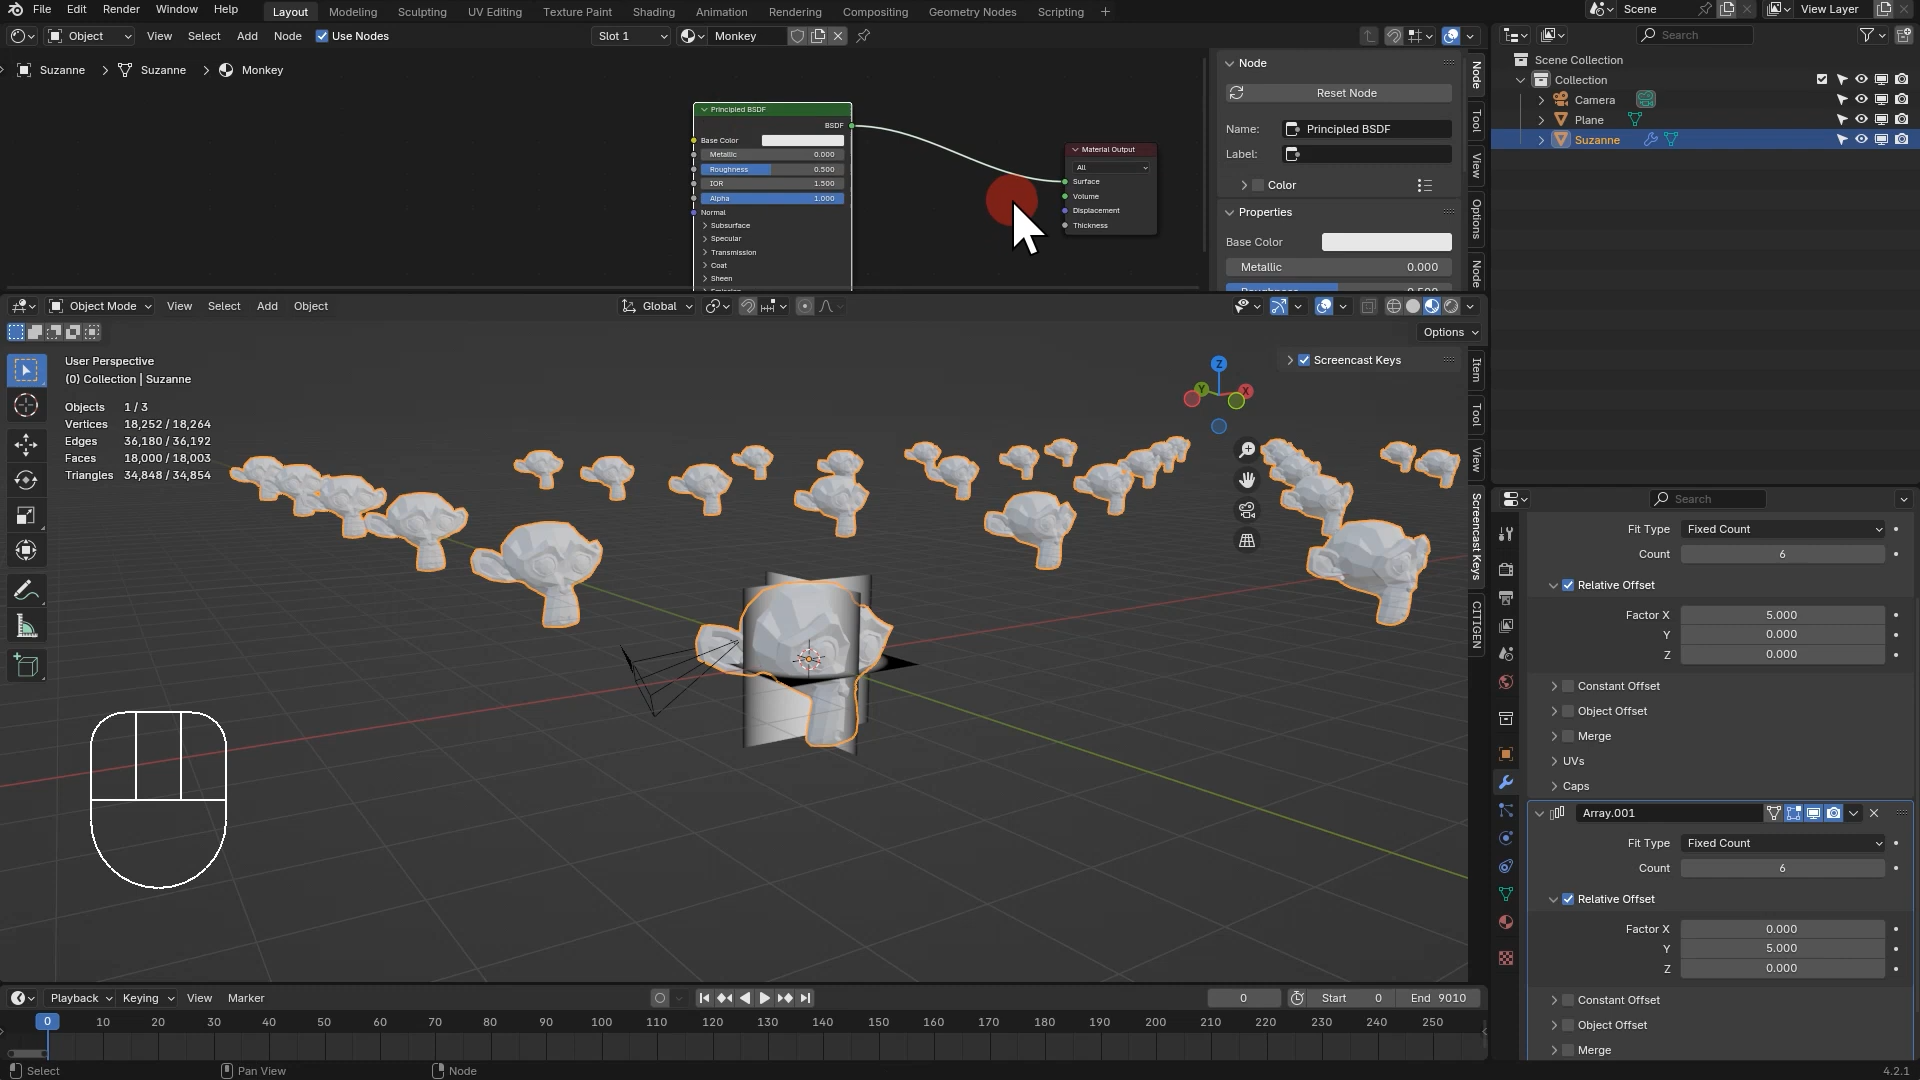 File Edit Render Window Help Layout Modeling Sculpting UV Editing Texture Paint Shading Animation Rendering Compositing Geometry Nodes Scripting + Scene View Layer
Object View Select Add Node Use Nodes Slot 1 Monkey Search
Suzanne > Suzanne > Monkey
Scene Collection
Collection
Camera
Plane
Suzanne
Principled BSDF
BSDF
Base Color
Metallic 0.000
Roughness 0.500
IOR 1.500
Alpha 1.000
Normal
Subsurface
Specular
Transmission
Coat
Sheen
Material Output
All
Surface
Volume
Displacement
Thickness
Node
Reset Node
Name: Principled BSDF
Label:
Color
Properties
Base Color
Metallic 0.000
Node
Tool
View
Options
Node
Object Mode View Select Add Object Global
Options
User Perspective
(0) Collection | Suzanne
Objects 1 / 3
Vertices 18,252 / 18,264
Edges 36,180 / 36,192
Faces 18,000 / 18,003
Triangles 34,848 / 34,854
Z
Y
X
Screencast Keys
Item
Tool
View
Screencast Keys
CITIGEN
Search
Fit Type Fixed Count
Count 6
Relative Offset
Factor X 5.000
Y 0.000
Z 0.000
Constant Offset
Object Offset
Merge
UVs
Caps
Array.001
Fit Type Fixed Count
Count 6
Relative Offset
Factor X 0.000
Y 5.000
Z 0.000
Constant Offset
Object Offset
Merge
Playback Keying View Marker 0 Start 0 End 9010
0 10 20 30 40 50 60 70 80 90 100 110 120 130 140 150 160 170 180 190 200 210 220 230 240 250
Select Pan View Node 4.2.1